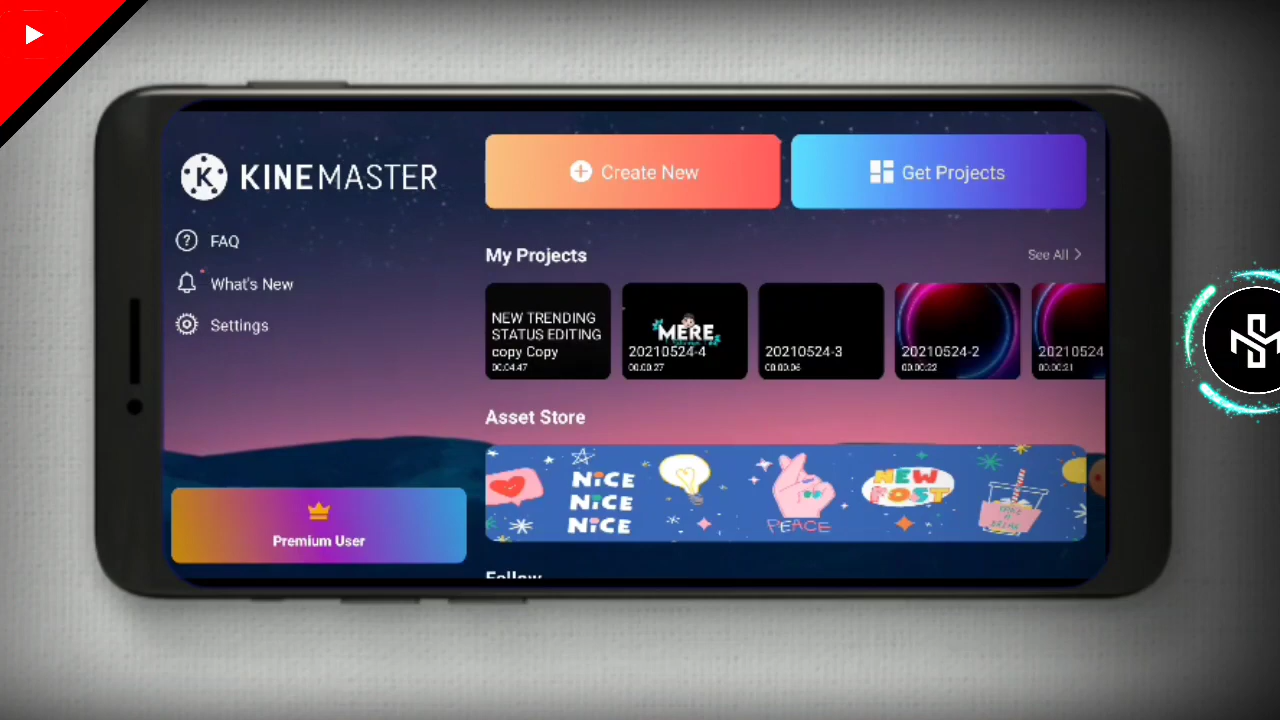 KINEMASTER
FAQ
What's New
Settings
Premium User
Create New
Get Projects
My Projects
See All
NEW TRENDING
STATUS EDITING
copy Copy
00:04:47
MERE
20210524-4
00:00:27
20210524-3
00:00:06
20210524-2
00:00:22
20210524
00:00:21
Asset Store
NiCE
NiCE
NiCE
PEACE
NEW
POST
Follow